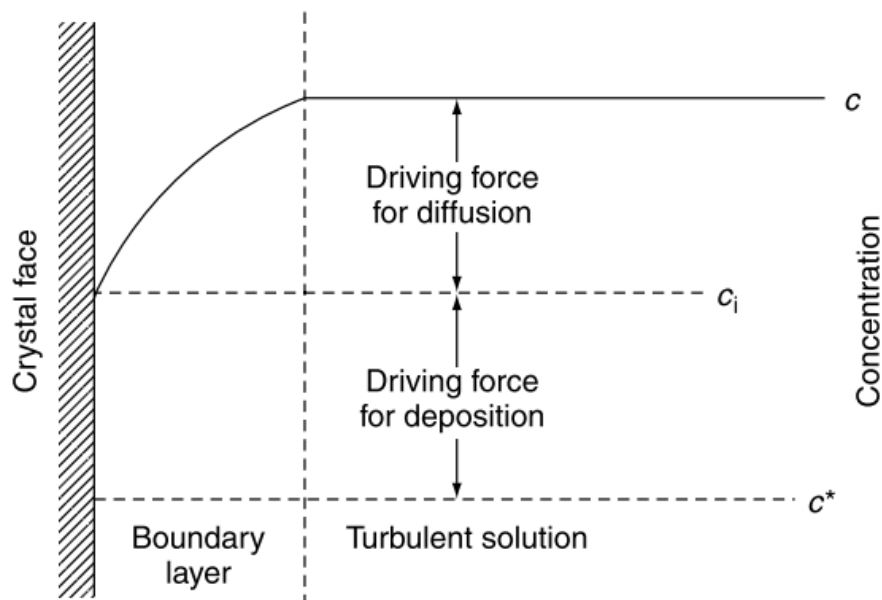 c
Driving force
for diffusion
Crystal face
Concentration
cᵢ
Driving force
for deposition
c*
Boundary
layer
Turbulent solution